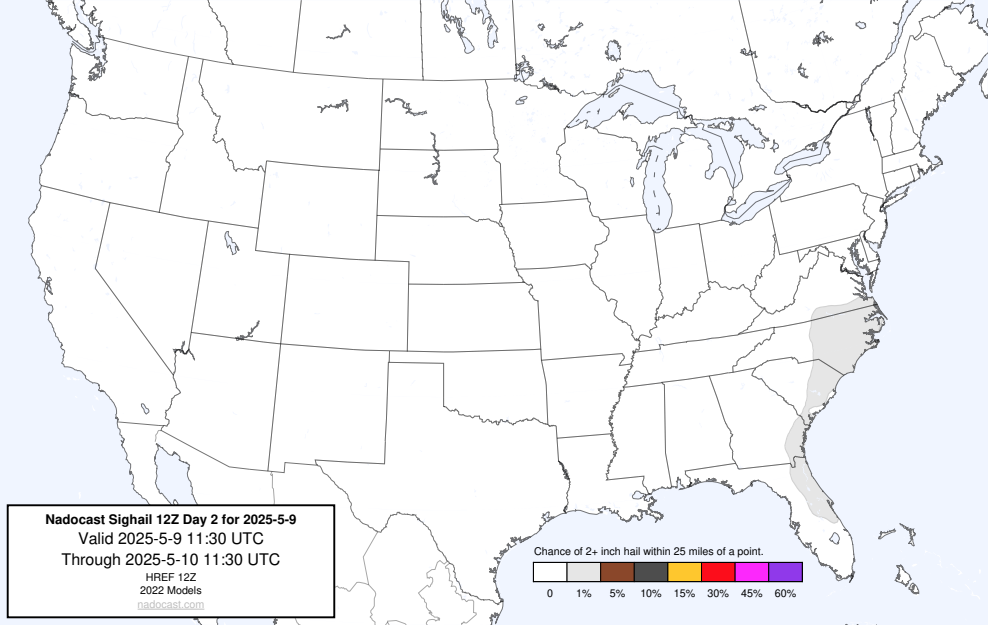 Nadocast Sighail 12Z Day 2 for 2025-5-9
Valid 2025-5-9 11:30 UTC
Through 2025-5-10 11:30 UTC
HREF 12Z
2022 Models
nadocast.com
Chance of 2+ inch hail within 25 miles of a point.
0 1% 5% 10% 15% 30% 45% 60%